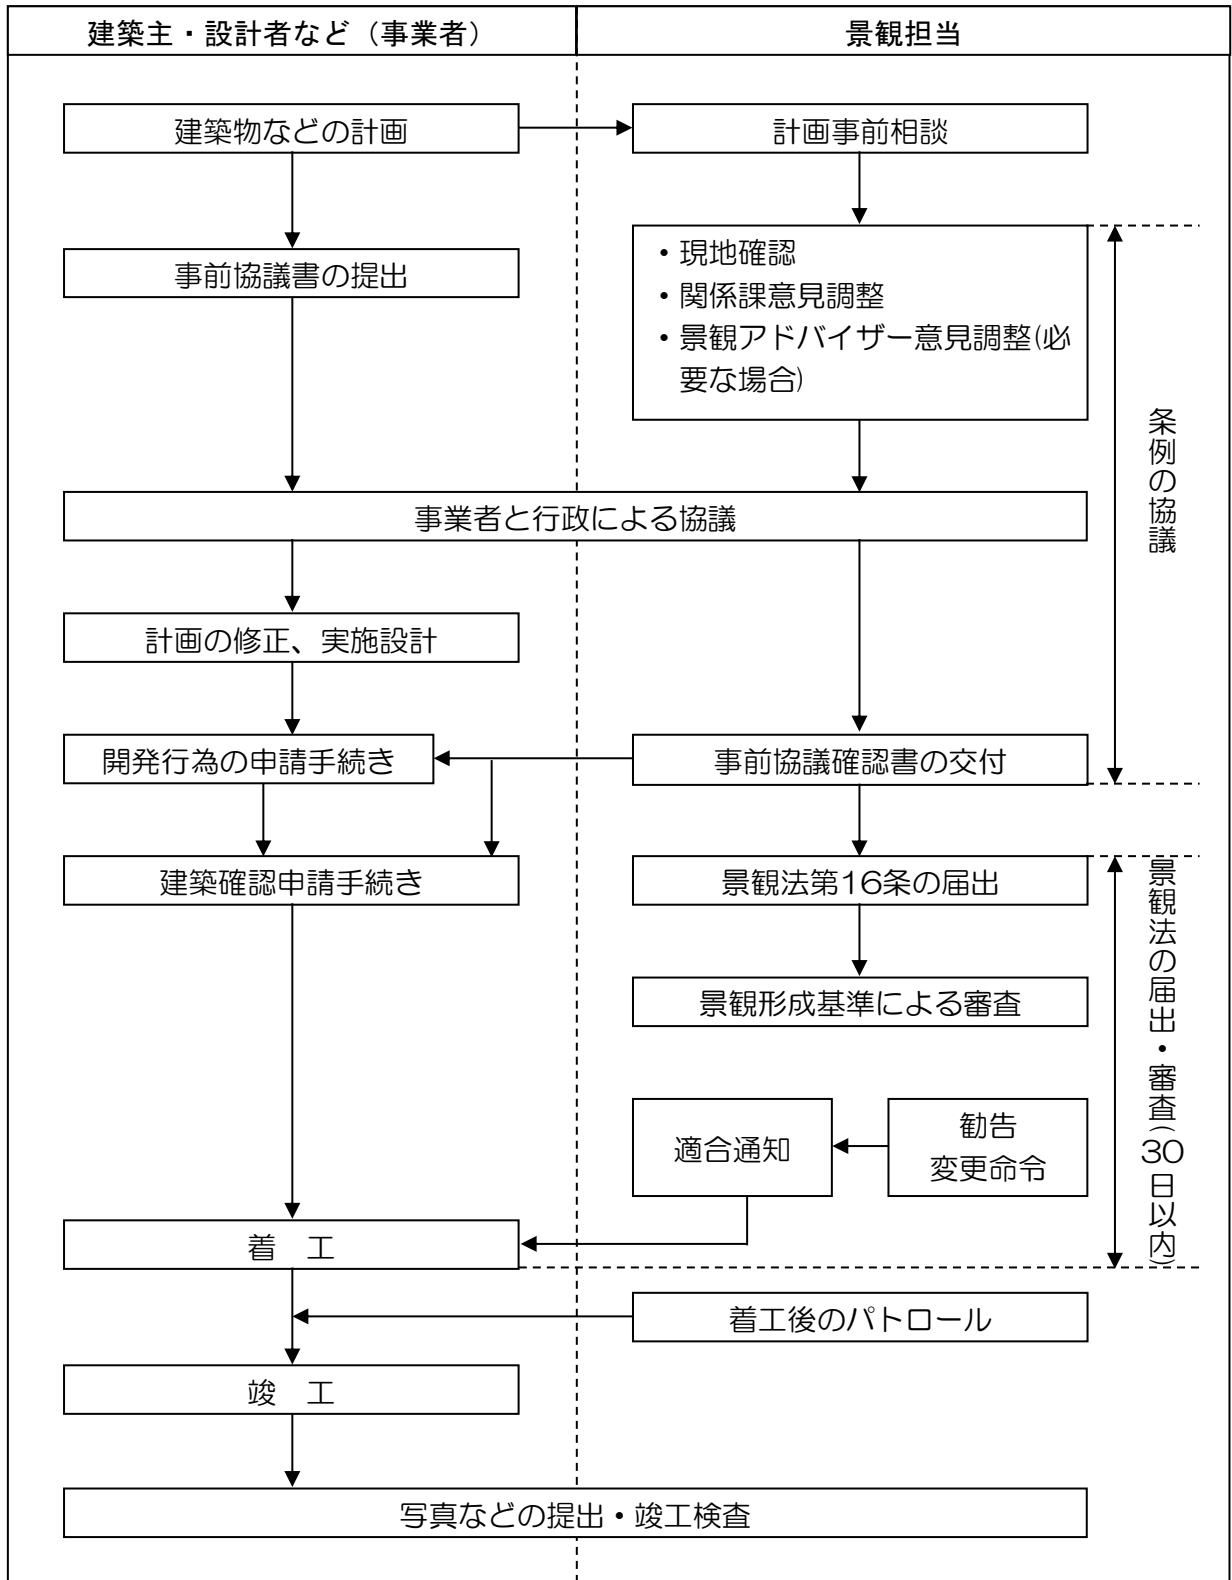 建築主・設計者など（事業者）
景観担当
建築物などの計画
計画事前相談
・現地確認
・関係課意見調整
・景観アドバイザー意見調整(必
要な場合)
事前協議書の提出
条例の協議
事業者と行政による協議
計画の修正、実施設計
開発行為の申請手続き
事前協議確認書の交付
建築確認申請手続き
景観法第16条の届出
景観法の届出・審査(30日以内)
景観形成基準による審査
適合通知
勧告
変更命令
着　工
着工後のパトロール
竣　工
写真などの提出・竣工検査